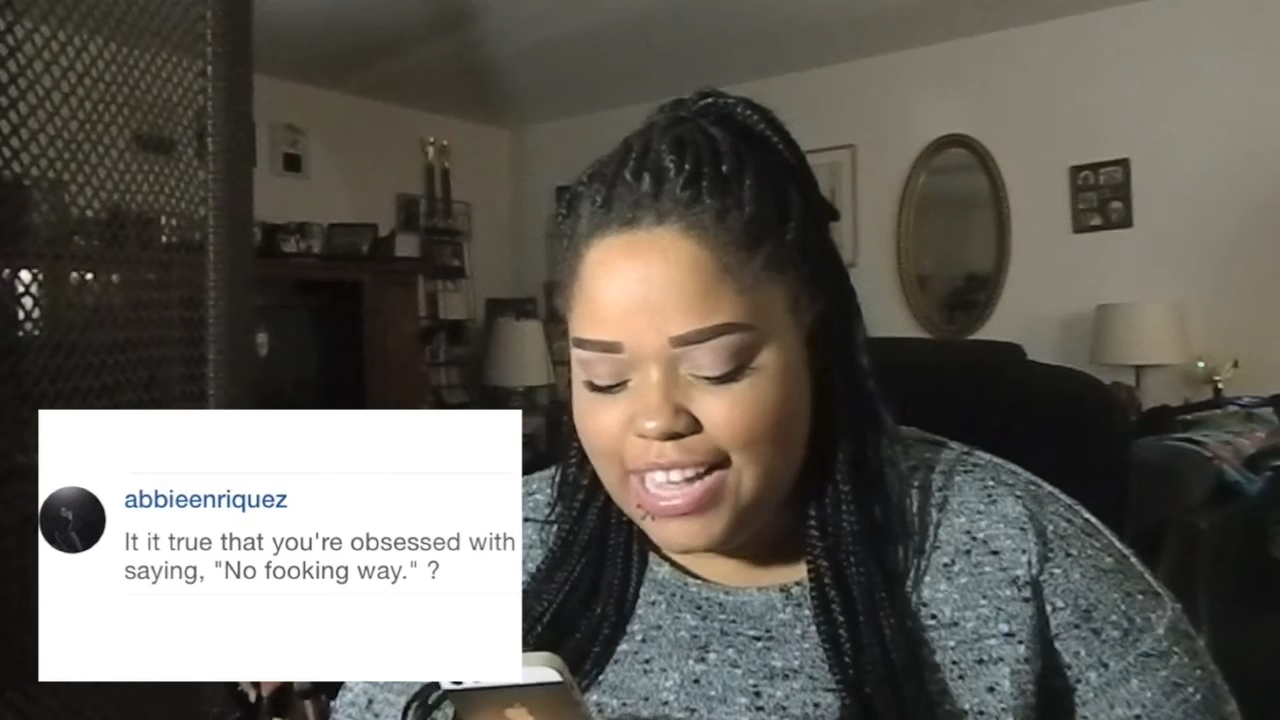 abbieenriquez
It it true that you're obsessed with
saying, "No fooking way." ?